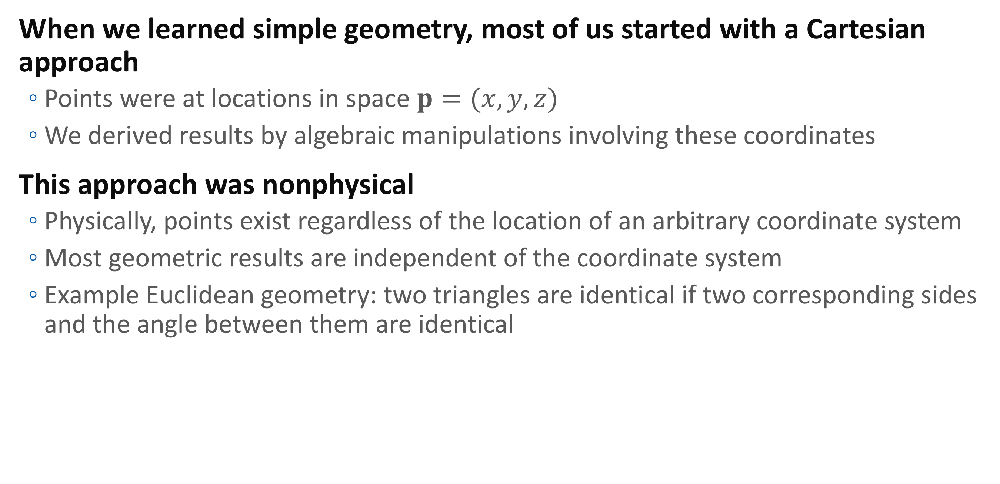 When we learned simple geometry, most of us started with a Cartesian
approach
◦ Points were at locations in space 𝐩 = (𝑥, 𝑦, 𝑧)
◦ We derived results by algebraic manipulations involving these coordinates
This approach was nonphysical
◦ Physically, points exist regardless of the location of an arbitrary coordinate system
◦ Most geometric results are independent of the coordinate system
◦ Example Euclidean geometry: two triangles are identical if two corresponding sides
and the angle between them are identical